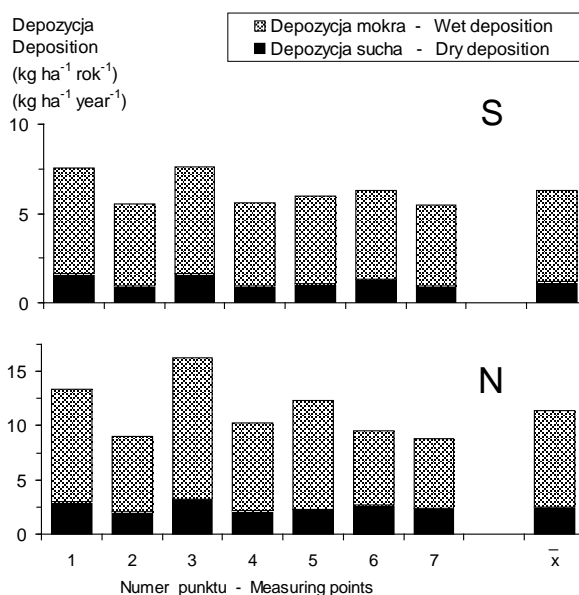 Depozycja
Deposition
(kg ha⁻¹ rok⁻¹)
(kg ha⁻¹ year⁻¹)
Depozycja mokra - Wet deposition
Depozycja sucha - Dry deposition
10
S
5
0
15
N
10
5
0
1 2 3 4 5 6 7 x̄
Numer punktu - Measuring points